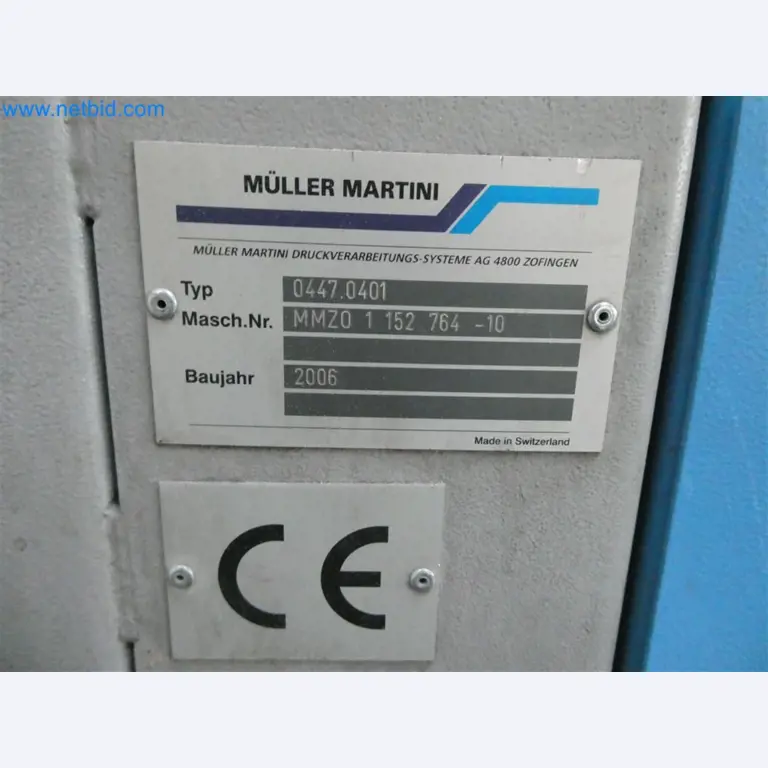 www.netbid.com
MÜLLER MARTINI
MÜLLER MARTINI DRUCKVERARBEITUNGS-SYSTEME AG 4800 ZOFINGEN
Typ 0447.0401
Masch.Nr. MMZO 1 152 764 -10
Baujahr 2006
Made in Switzerland
CE